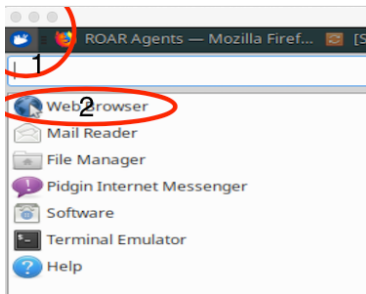 ROAR Agents — Mozilla Firef... [S
1
Web Browser
2
Mail Reader
File Manager
Pidgin Internet Messenger
Software
Terminal Emulator
Help